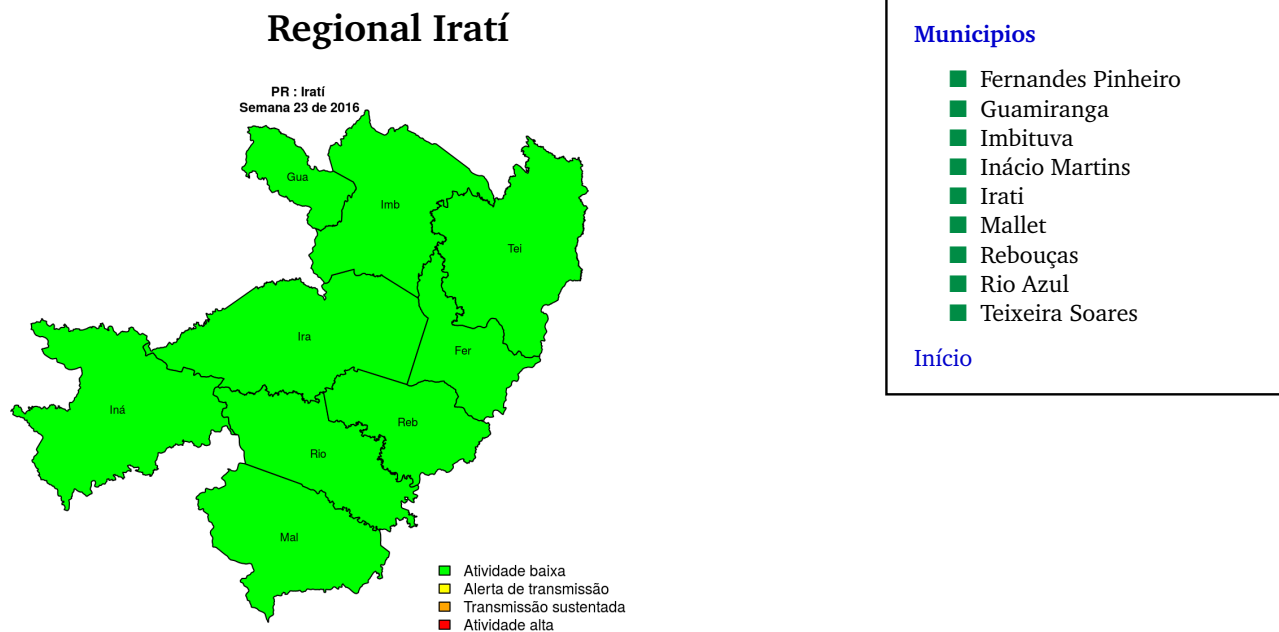 Regional Iratí
PR : Iratí
Semana 23 de 2016
Gua
Imb
Tei
Ira
Fer
Iná
Reb
Rio
Mal
Atividade baixa
Alerta de transmissão
Transmissão sustentada
Atividade alta
Municipios
Fernandes Pinheiro
Guamiranga
Imbituva
Inácio Martins
Irati
Mallet
Rebouças
Rio Azul
Teixeira Soares
Início